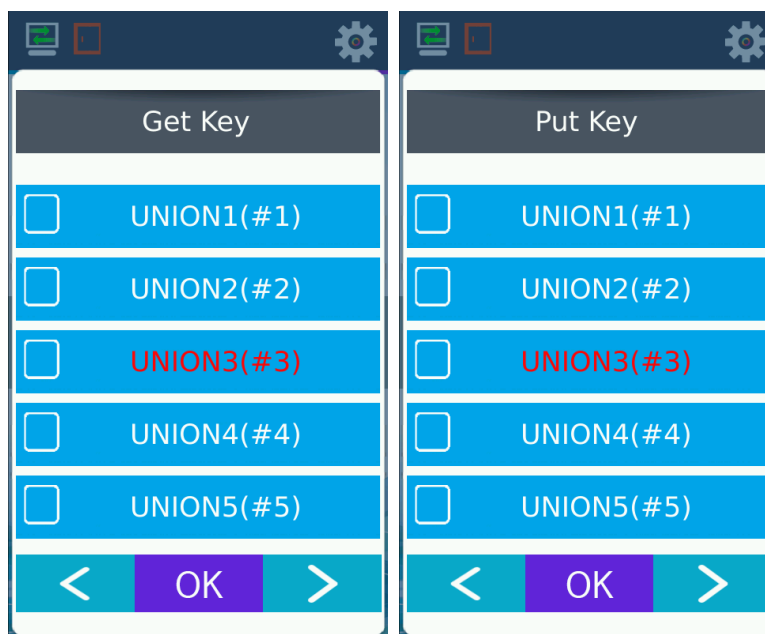 Get Key
UNION1(#1)
UNION2(#2)
UNION3(#3)
UNION4(#4)
UNION5(#5)
< OK >
Put Key
UNION1(#1)
UNION2(#2)
UNION3(#3)
UNION4(#4)
UNION5(#5)
< OK >